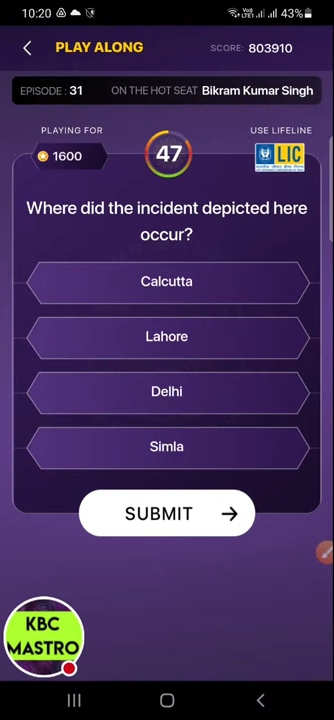 10:20 43%
PLAY ALONG SCORE: 803910
EPISODE : 31 ON THE HOT SEAT Bikram Kumar Singh
PLAYING FOR USE LIFELINE
1600 47 LIC
Where did the incident depicted here
occur?
Calcutta
Lahore
Delhi
Simla
SUBMIT
KBC
MASTRO